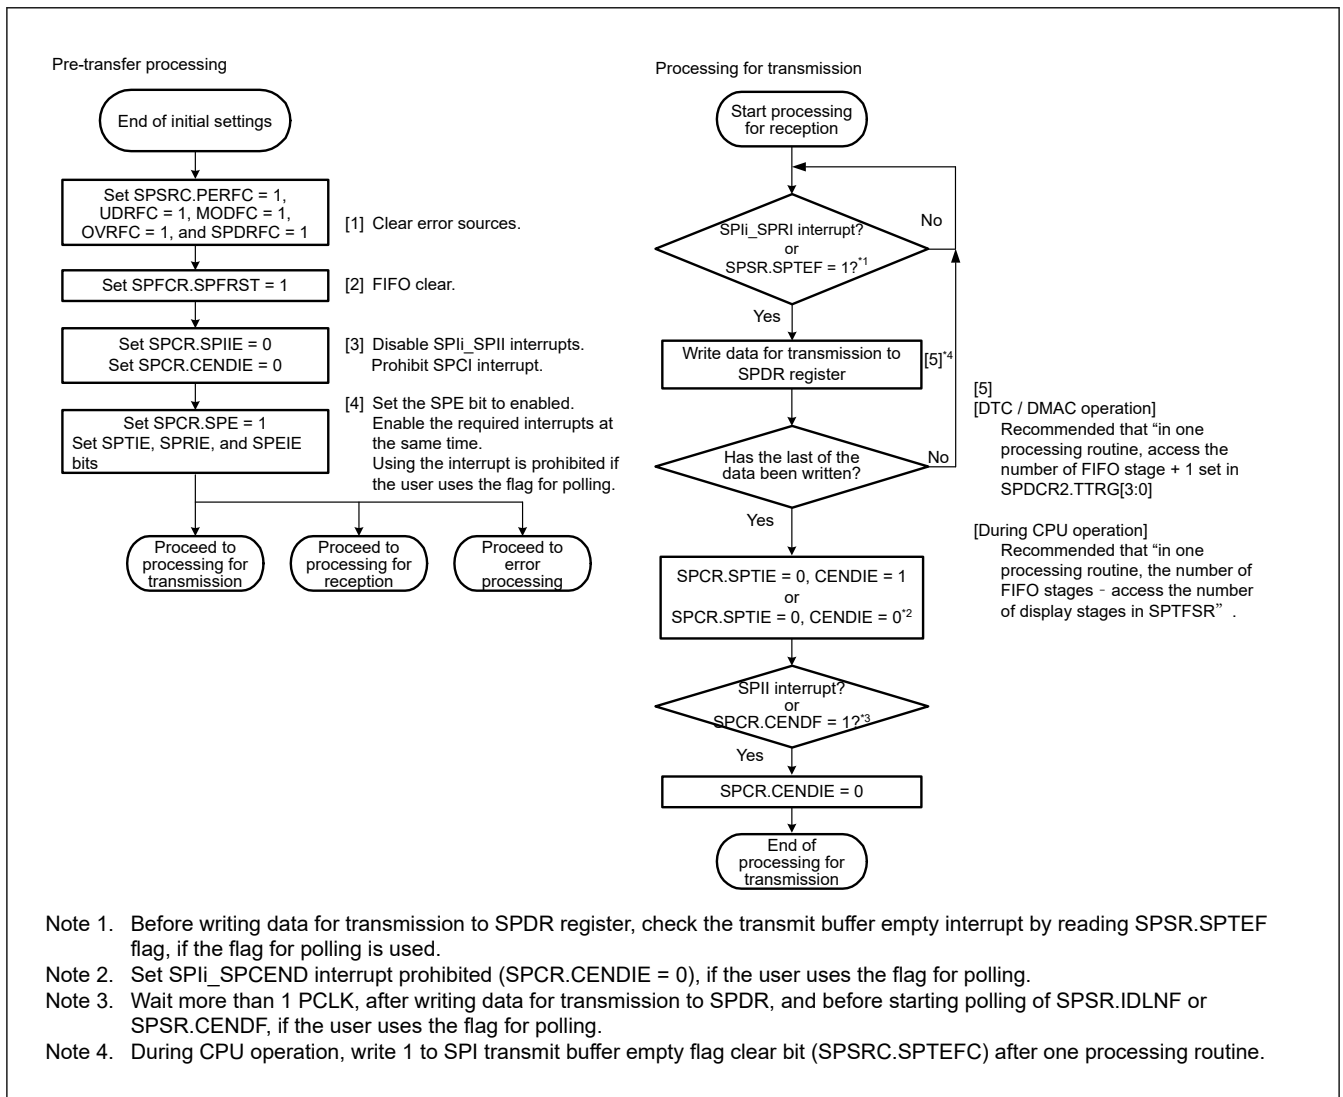 Pre-transfer processing
End of initial settings
Set SPSRC.PERFC = 1,
UDRFC = 1, MODFC = 1,
OVRFC = 1, and SPDRFC = 1
[1] Clear error sources.
Set SPFCR.SPFRST = 1
[2] FIFO clear.
Set SPCR.SPIIE = 0
Set SPCR.CENDIE = 0
[3] Disable SPIi_SPII interrupts.
Prohibit SPCI interrupt.
Set SPCR.SPE = 1
Set SPTIE, SPRIE, and SPEIE
bits
[4] Set the SPE bit to enabled.
Enable the required interrupts at
the same time.
Using the interrupt is prohibited if
the user uses the flag for polling.
Proceed to
processing for
transmission
Proceed to
processing for
reception
Proceed to
error
processing
Processing for transmission
Start processing
for reception
SPIi_SPRI interrupt?
or
SPSR.SPTEF = 1?*1
No
Yes
Write data for transmission to
SPDR register
[5]*4
Has the last of the
data been written?
No
Yes
SPCR.SPTIE = 0, CENDIE = 1
or
SPCR.SPTIE = 0, CENDIE = 0*2
SPII interrupt?
or
SPCR.CENDF = 1?*3
Yes
SPCR.CENDIE = 0
End of
processing for
transmission
[5]
[DTC / DMAC operation]
Recommended that “in one
processing routine, access the
number of FIFO stage + 1 set in
SPDCR2.TTRG[3:0]
[During CPU operation]
Recommended that “in one
processing routine, the number of
FIFO stages - access the number
of display stages in SPTFSR” .
Note 1. Before writing data for transmission to SPDR register, check the transmit buffer empty interrupt by reading SPSR.SPTEF
flag, if the flag for polling is used.
Note 2. Set SPIi_SPCEND interrupt prohibited (SPCR.CENDIE = 0), if the user uses the flag for polling.
Note 3. Wait more than 1 PCLK, after writing data for transmission to SPDR, and before starting polling of SPSR.IDLNF or
SPSR.CENDF, if the user uses the flag for polling.
Note 4. During CPU operation, write 1 to SPI transmit buffer empty flag clear bit (SPSRC.SPTEFC) after one processing routine.